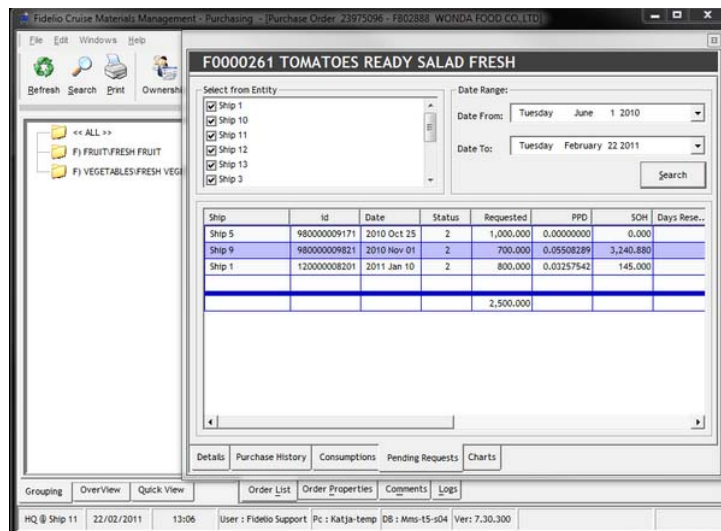 Fidelio Cruise Materials Management - Purchasing - [Purchase Order 23975096 - FB02888 WONDA FOOD CO.,LTD]
File Edit Windows Help
Refresh Search Print
<< ALL >>
F) FRUIT\FRESH FRUIT
F) VEGETABLES\FRESH VEGE
F0000261 TOMATOES READY SALAD FRESH
Select from Entity
Ship 1
Ship 10
Ship 11
Ship 12
Ship 13
Ship 3
Date Range:
Date From: Tuesday June 1 2010
Date To: Tuesday February 22 2011
Search
Ship id Date Status Requested PPD SOH Days Rese..
Ship 5 980000009171 2010 Oct 25 2 1,000.000 0.00000000 0.000
Ship 9 980000009821 2010 Nov 01 2 700.000 0.05508289 3,240.880
Ship 1 120000008201 2011 Jan 10 2 800.000 0.03257542 145.000
2,500.000
Details Purchase History Consumptions Pending Requests Charts
Grouping OverView Quick View Order List Order Properties Comments Logs
HQ @ Ship 11 22/02/2011 13:06 User : Fidelio Support Pc : Katja-temp DB : Mms-t5-s04 Ver: 7.30.300